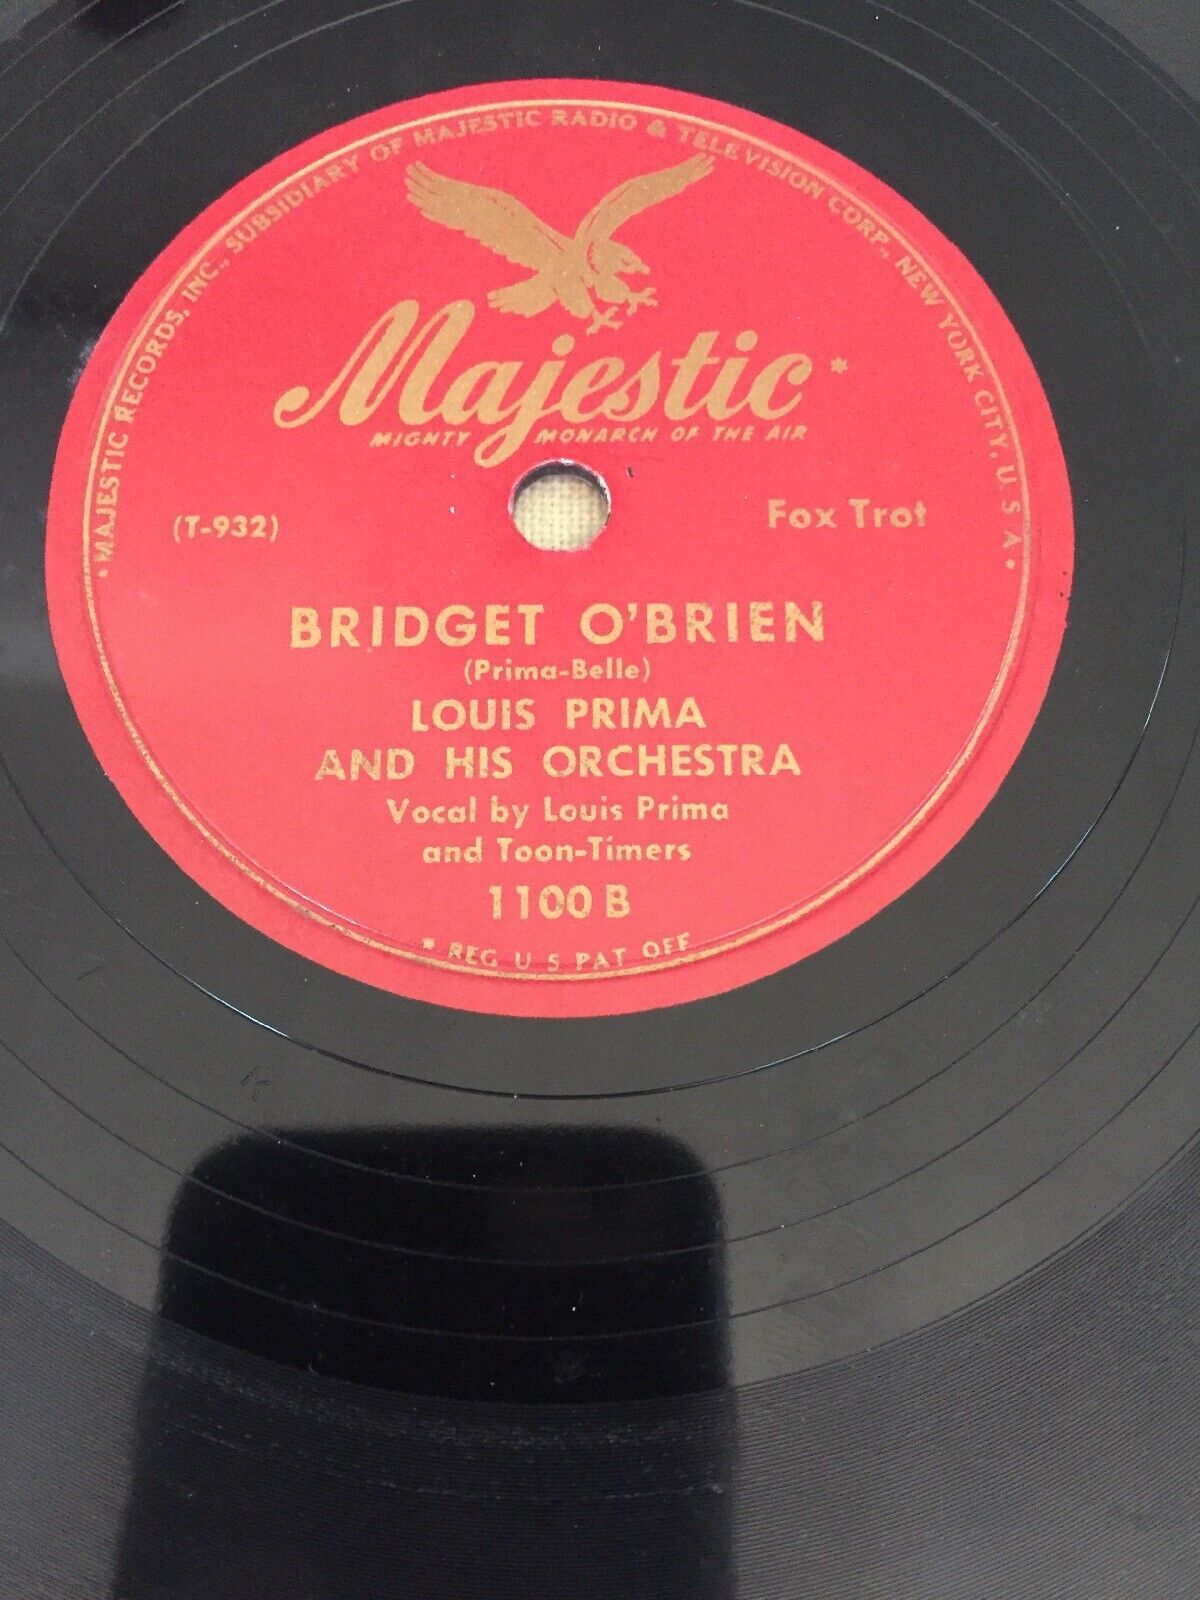 • MAJESTIC RECORDS, INC., SUBSIDIARY OF MAJESTIC RADIO & TELEVISION CORP., NEW YORK CITY, U. S. A •
Majestic*
MIGHTY MONARCH OF THE AIR
(T-932)
Fox Trot
BRIDGET O'BRIEN
(Prima-Belle)
LOUIS PRIMA
AND HIS ORCHESTRA
Vocal by Louis Prima
and Toon-Timers
1100 B
* REG U S PAT OFF